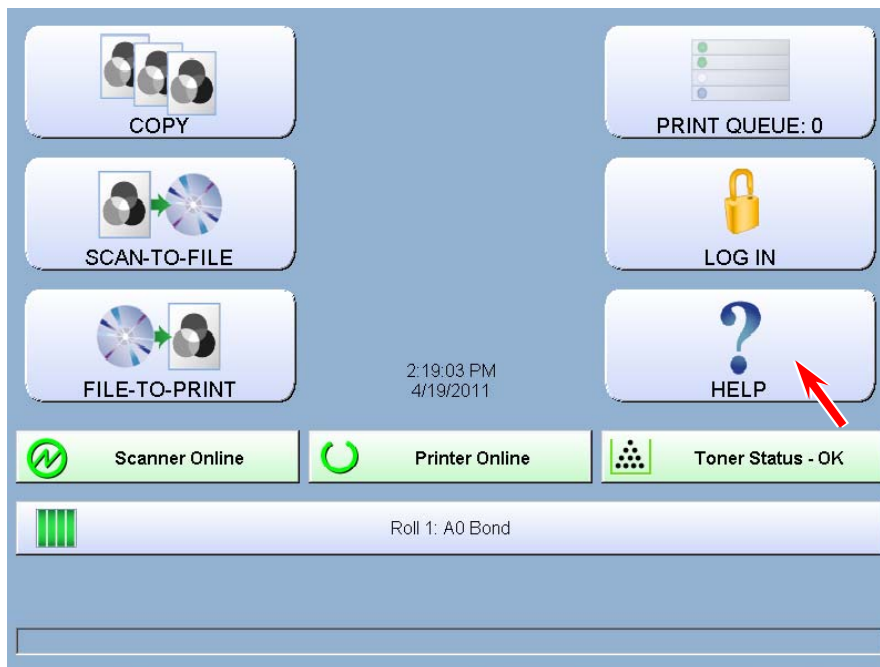 COPY
PRINT QUEUE: 0
SCAN-TO-FILE
LOG IN
FILE-TO-PRINT
2:19:03 PM
4/19/2011
HELP
Scanner Online
Printer Online
Toner Status - OK
Roll 1: A0 Bond